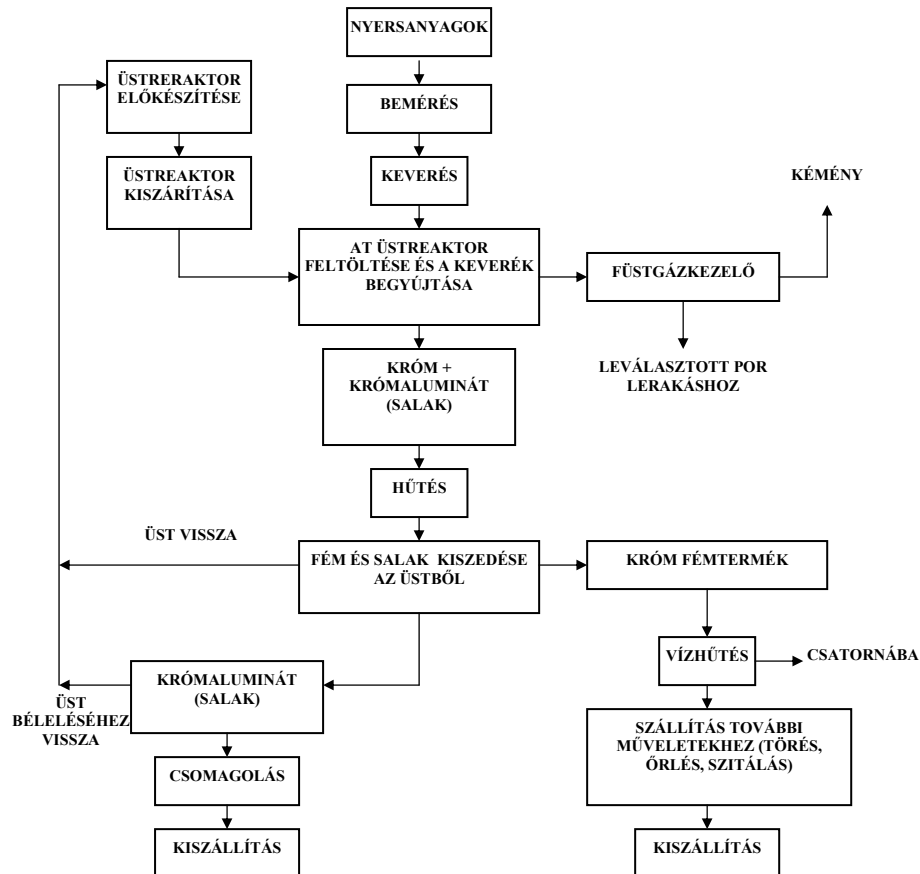 NYERSANYAGOK
ÜSTRERAKTOR
ELŐKÉSZÍTÉSE
BEMÉRÉS
ÜSTREAKTOR
KISZÁRÍTÁSA
KEVERÉS
KÉMÉNY
AT ÜSTREAKTOR
FELTÖLTÉSE ÉS A KEVERÉK
BEGYÚJTÁSA
FÜSTGÁZKEZELŐ
LEVÁLASZTOTT POR
LERAKÁSHOZ
KRÓM +
KRÓMALUMINÁT
(SALAK)
HŰTÉS
ÜST VISSZA
FÉM ÉS SALAK KISZEDÉSE
AZ ÜSTBŐL
KRÓM FÉMTERMÉK
VÍZHŰTÉS
CSATORNÁBA
KRÓMALUMINÁT
(SALAK)
ÜST
BÉLELÉSÉHEZ
VISSZA
SZÁLLÍTÁS TOVÁBBI
MŰVELETEKHEZ (TÖRÉS,
ŐRLÉS, SZITÁLÁS)
CSOMAGOLÁS
KISZÁLLÍTÁS
KISZÁLLÍTÁS